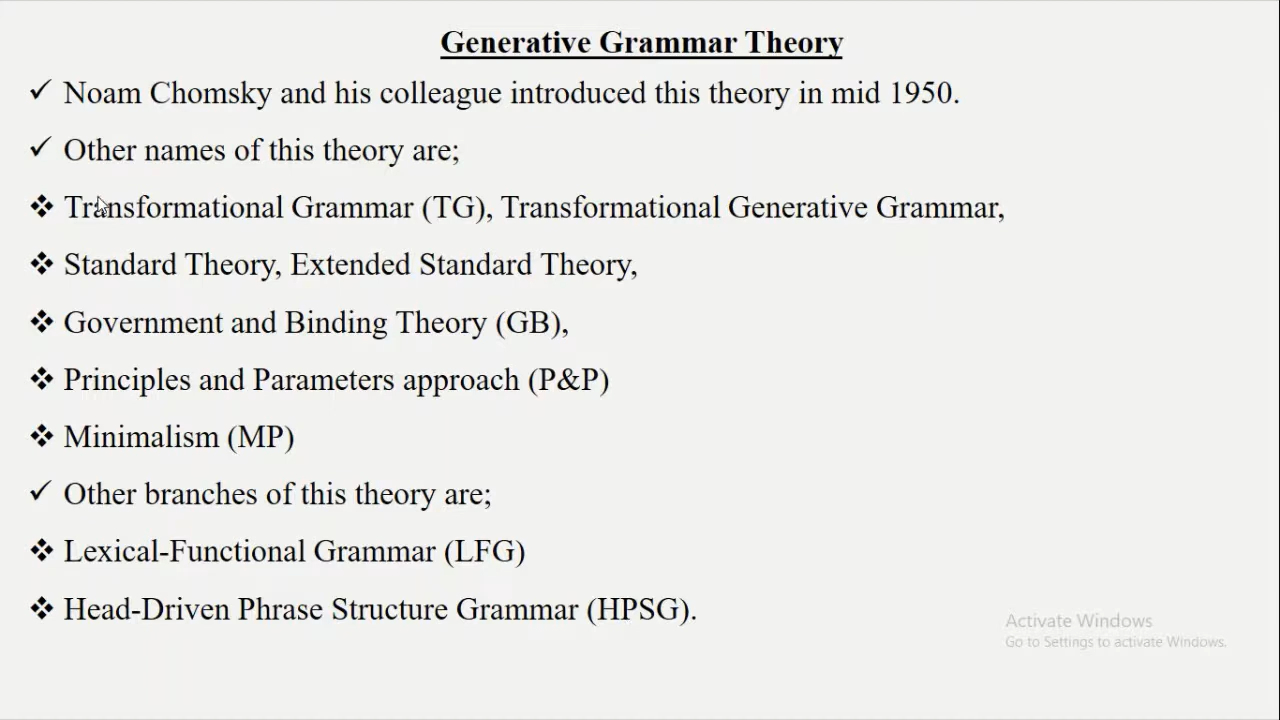 Generative Grammar Theory
✓ Noam Chomsky and his colleague introduced this theory in mid 1950.
✓ Other names of this theory are;
❖ Transformational Grammar (TG), Transformational Generative Grammar,
❖ Standard Theory, Extended Standard Theory,
❖ Government and Binding Theory (GB),
❖ Principles and Parameters approach (P&P)
❖ Minimalism (MP)
✓ Other branches of this theory are;
❖ Lexical-Functional Grammar (LFG)
❖ Head-Driven Phrase Structure Grammar (HPSG).
Activate Windows
Go to Settings to activate Windows.